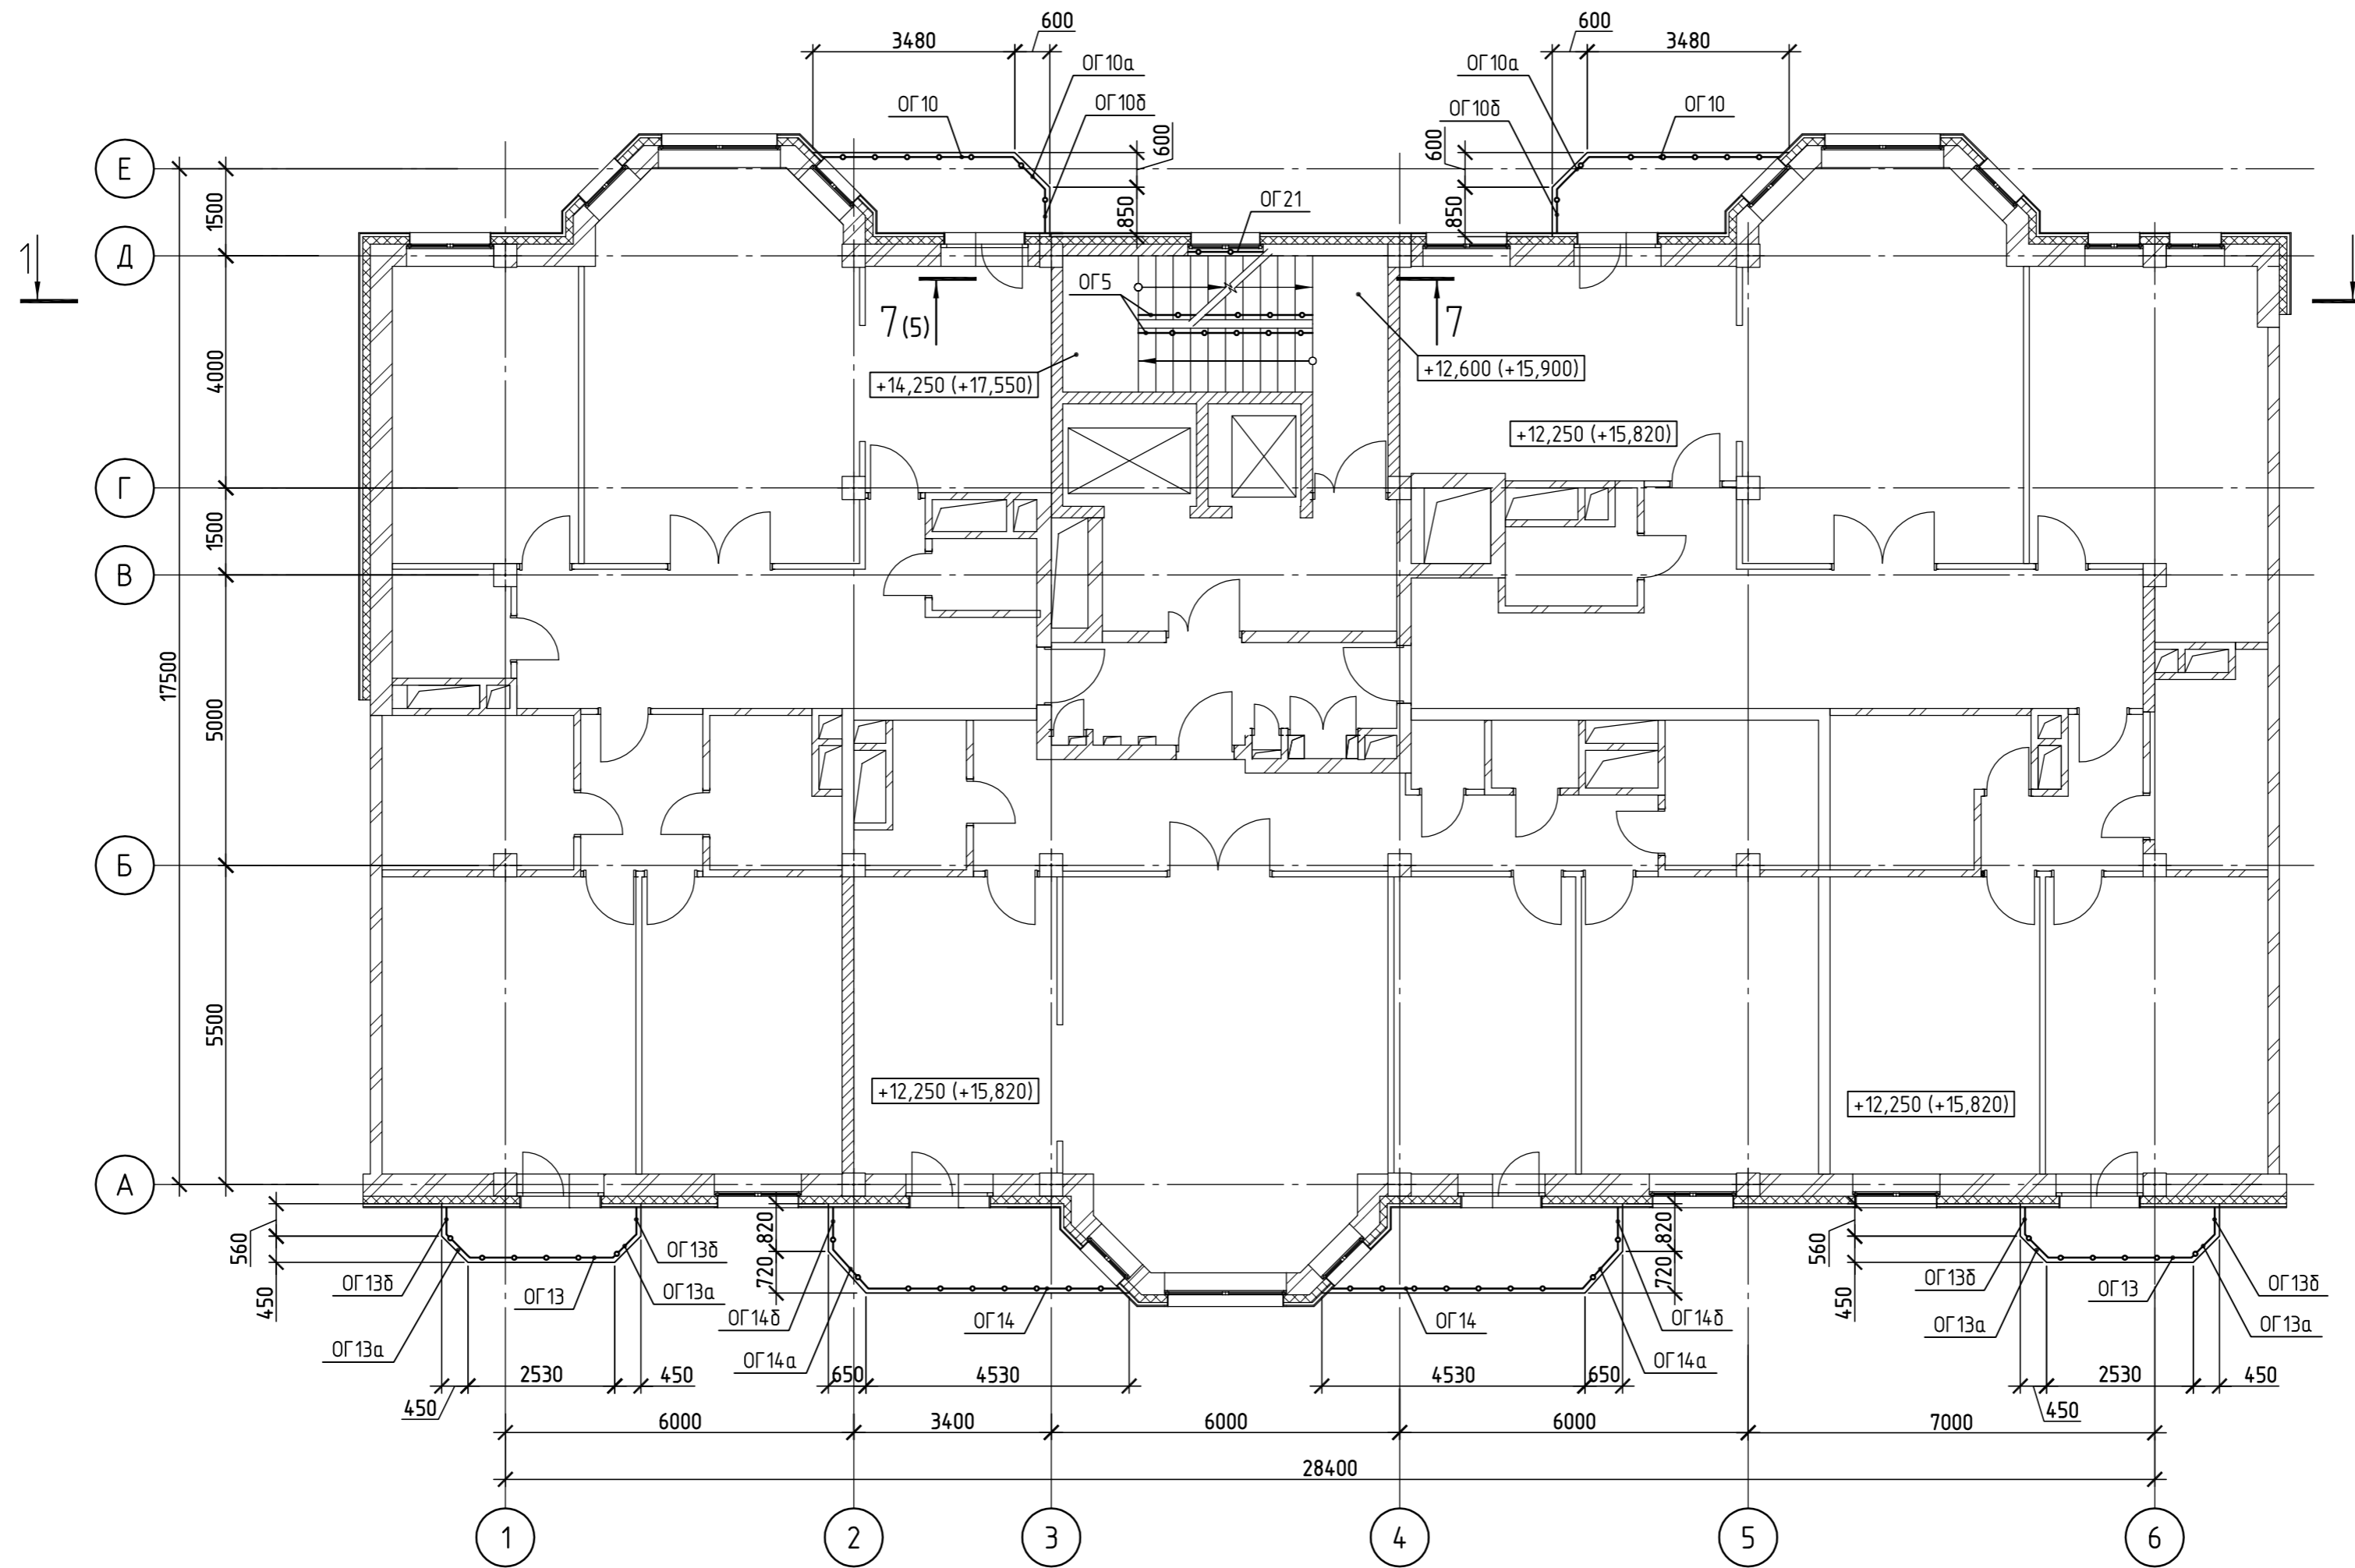 600
600
3480
3480
ОГ10а
ОГ10а
ОГ10
ОГ10б
ОГ10б
ОГ10
600
600
Е
1500
850
850
ОГ21
1
Д
ОГ5
7 (5)
7
4000
+14,250 (+17,550)
+12,600 (+15,900)
+12,250 (+15,820)
Г
1500
В
17500
5000
Б
5500
+12,250 (+15,820)
+12,250 (+15,820)
А
560
450
820
720
820
720
560
450
ОГ13б
ОГ13б
ОГ13б
ОГ13б
ОГ13
ОГ13а
ОГ14б
ОГ14
ОГ14
ОГ14б
ОГ13
ОГ13а
ОГ13а
ОГ13а
ОГ14а
ОГ14а
2530
450
650
4530
4530
650
2530
450
450
450
6000
3400
6000
6000
7000
28400
1
2
3
4
5
6